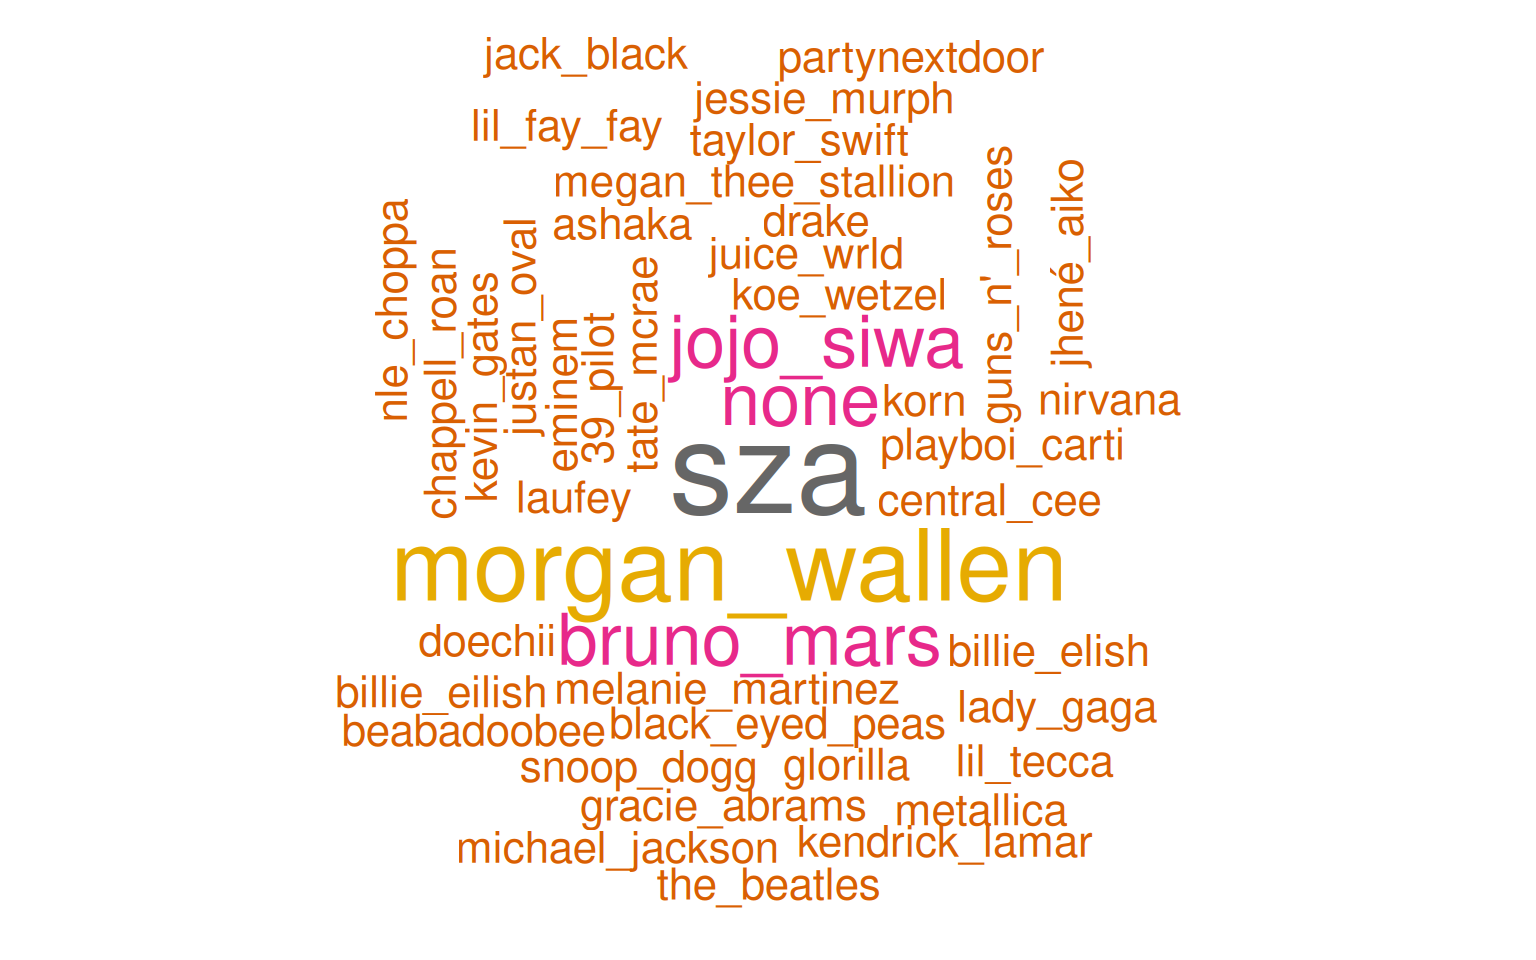 jack_black
partynextdoor
jessie_murph
lil_fay_fay
taylor_swift
megan_thee_stallion
ashaka
drake
juice_wrld
koe_wetzel
guns_n'_roses
jhené_aiko
nle_choppa
chappell_roan
kevin_gates
justan_oval
eminem
39_pilot
tate_mcrae
jojo_siwa
none
korn
nirvana
playboi_carti
sza
laufey
central_cee
morgan_wallen
doechii
bruno_mars
billie_elish
billie_eilish
melanie_martinez
lady_gaga
beabadoobee
black_eyed_peas
snoop_dogg
glorilla
lil_tecca
gracie_abrams
metallica
michael_jackson
kendrick_lamar
the_beatles